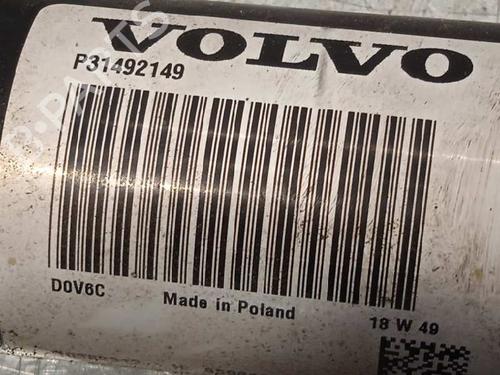 VOLVO
P31492149
D0V6C Made in Poland 18 W 49